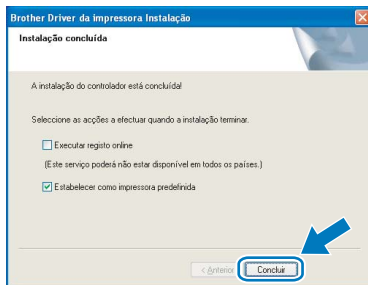 Brother Driver da impressora Instalação
Instalação concluída
A instalação do controlador está concluída!
Seleccione as acções a efectuar quando a instalação terminar.
Executar registo online
(Este serviço poderá não estar disponível em todos os países.)
Estabelecer como impressora predefinida
< Anterior Concluir